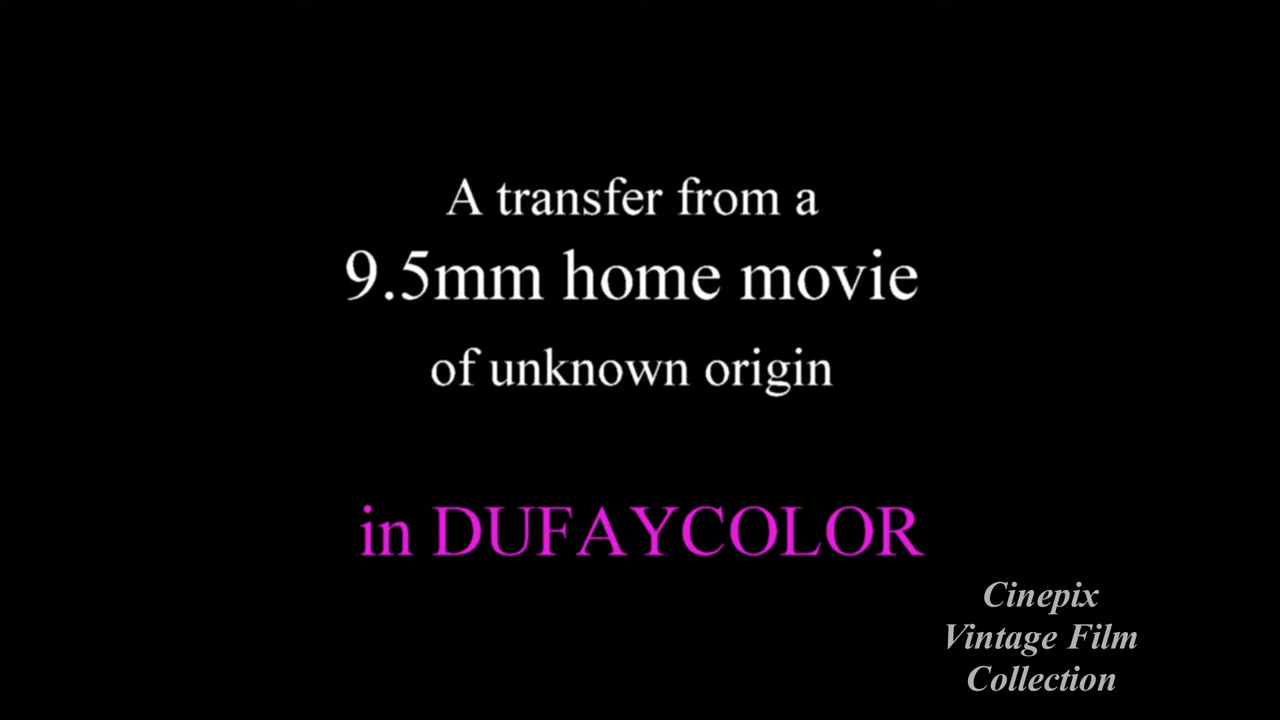 A transfer from a
9.5mm home movie
of unknown origin
in DUFAYCOLOR
Cinepix
Vintage Film
Collection